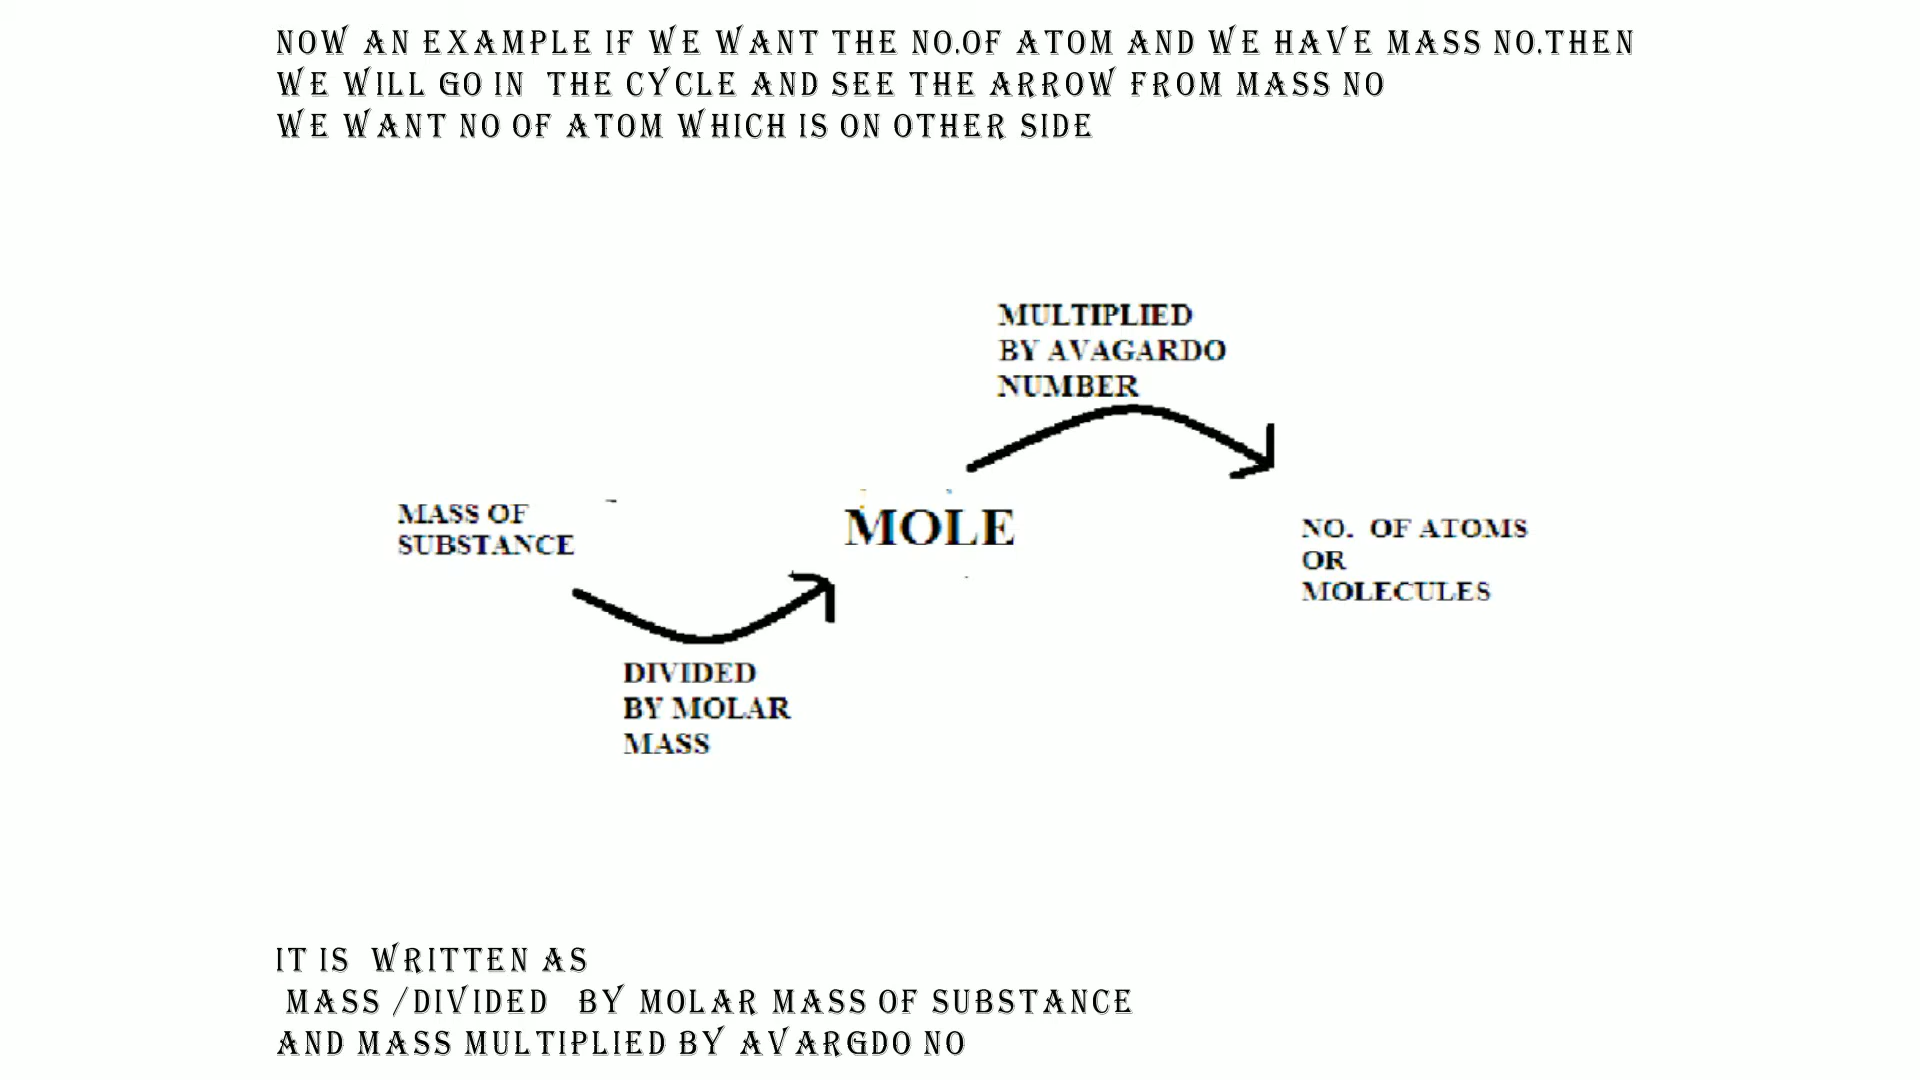 NOW AN EXAMPLE IF WE WANT THE NO.OF ATOM AND WE HAVE MASS NO.THEN
WE WILL GO IN THE CYCLE AND SEE THE ARROW FROM MASS NO
WE WANT NO OF ATOM WHICH IS ON OTHER SIDE
MULTIPLIED
BY AVAGARDO
NUMBER
MASS OF
SUBSTANCE
MOLE
NO. OF ATOMS
OR
MOLECULES
DIVIDED
BY MOLAR
MASS
IT IS WRITTEN AS
MASS /DIVIDED BY MOLAR MASS OF SUBSTANCE
AND MASS MULTIPLIED BY AVARGDO NO